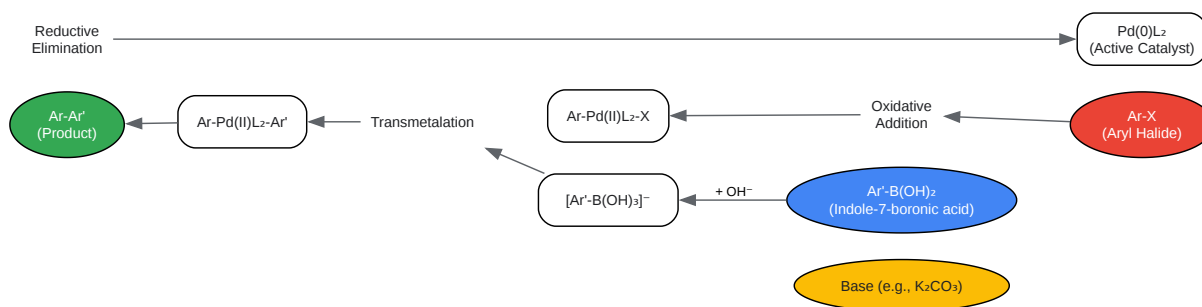 Reductive
Elimination
Pd(0)L₂
(Active Catalyst)
Ar-Ar'
(Product)
Ar-Pd(II)L₂-Ar'
Transmetalation
Ar-Pd(II)L₂-X
Oxidative
Addition
Ar-X
(Aryl Halide)
[Ar'-B(OH)₃]⁻
+ OH⁻
Ar'-B(OH)₂
(Indole-7-boronic acid)
Base (e.g., K₂CO₃)